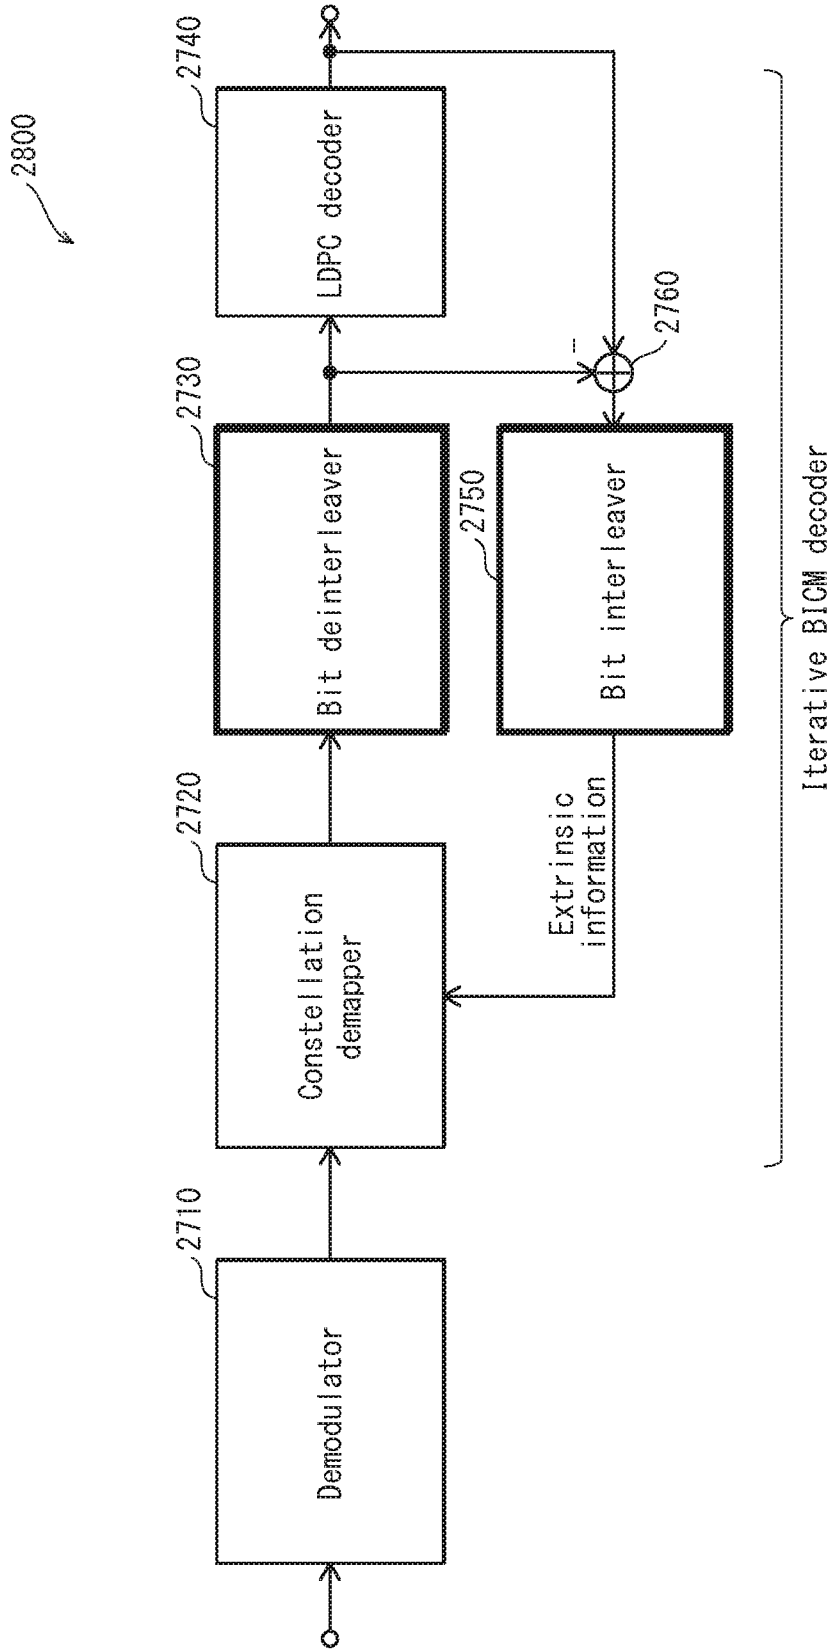 2800
2710
Demodulator
2720
Constellation
demapper
2730
Bit deinterleaver
2740
LDPC decoder
Extrinsic
information
2750
Bit interleaver
−
2760
Iterative BICM decoder